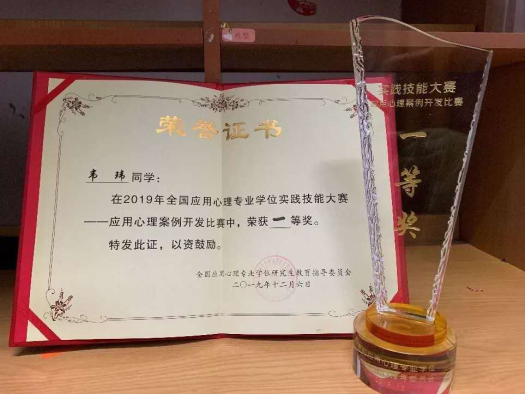 荣誉证书
韦 玮 同学：
在2019年全国应用心理专业学位实践技能大赛
——应用心理案例开发比赛中，荣获 一 等奖。
特发此证，以资鼓励。
全国应用心理专业学位研究生教育指导委员会
二〇一九年十二月六日
实践技能大赛
应用心理案例开发比赛
一等奖